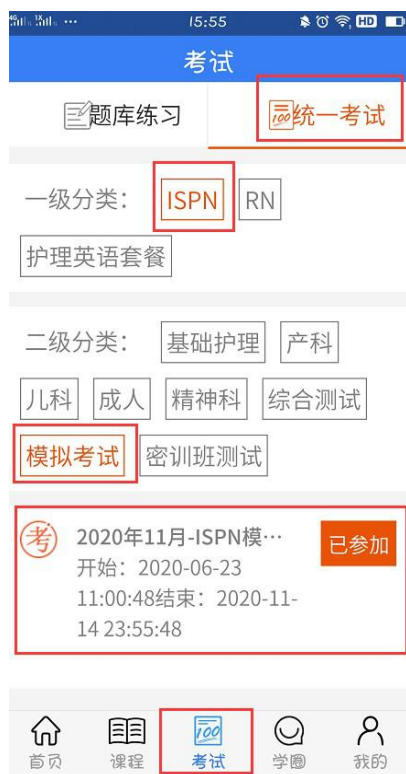 15:55 HD
考试
题库练习 100统一考试
一级分类： ISPN RN
护理英语套餐
二级分类： 基础护理 产科
儿科 成人 精神科 综合测试
模拟考试 密训班测试
考 2020年11月-ISPN模… 已参加
开始：2020-06-23
11:00:48结束：2020-11-
14 23:55:48
100
首页 课程 考试 学圈 我的